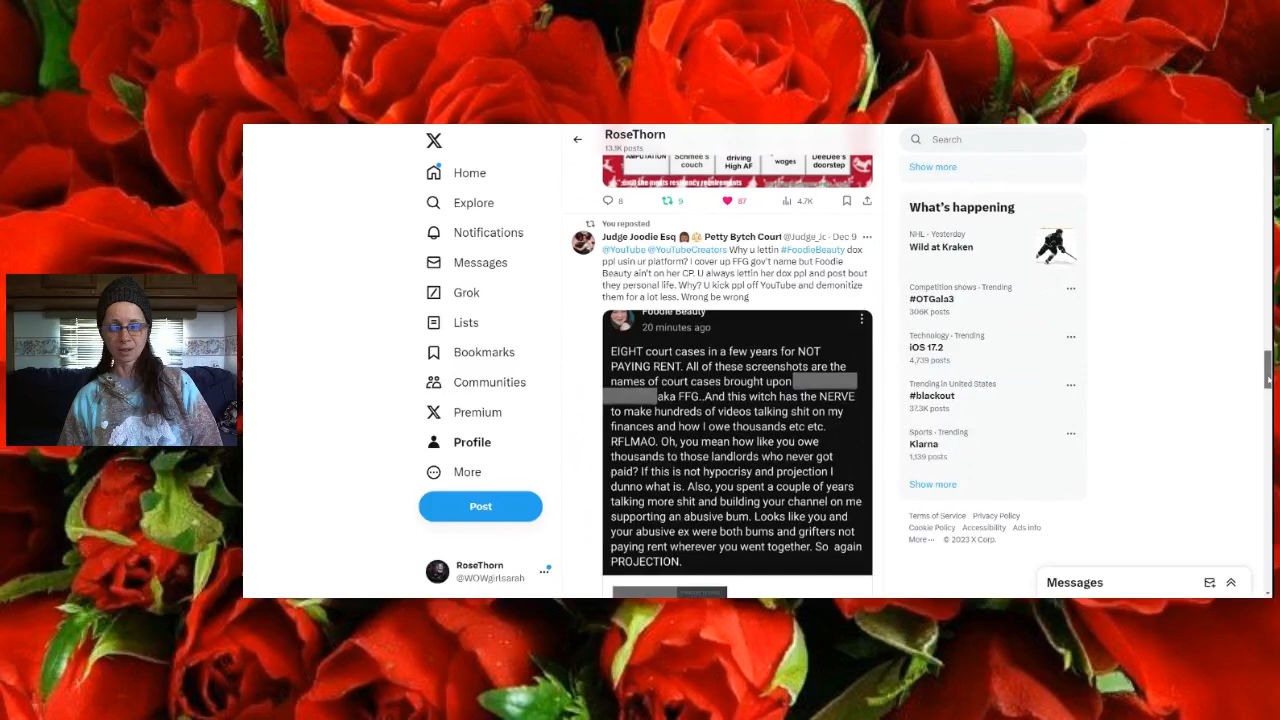 RoseThorn
13.1K posts
Search
Home
Explore
Notifications
Messages
Grok
Lists
Bookmarks
Communities
Premium
Profile
More
Post
RoseThorn
@WOWgirlsarah
AMPUTATION
Schmee's couch
driving High AF
wages
DeeDee's doorstep
8
9
87
4.7K
You reposted
Judge Joodie Esq Petty Bytch Court @Judge_Jc · Dec 9
@YouTube @YouTubeCreators Why u lettin #FoodieBeauty dox
ppl usin ur platform? I cover up FFG gov't name but Foodie
Beauty ain't on her CP. U always lettin her dox ppl and post bout
they personal life. Why? U kick ppl off YouTube and demonitize
them for a lot less. Wrong be wrong
Foodie Beauty
20 minutes ago
EIGHT court cases in a few years for NOT
PAYING RENT. All of these screenshots are the
names of court cases brought upon
aka FFG..And this witch has the NERVE
to make hundreds of videos talking shit on my
finances and how I owe thousands etc etc.
RFLMAO. Oh, you mean how like you owe
thousands to those landlords who never got
paid? If this is not hypocrisy and projection I
dunno what is. Also, you spent a couple of years
talking more shit and building your channel on me
supporting an abusive bum. Looks like you and
your abusive ex were both bums and grifters not
paying rent wherever you went together. So again
PROJECTION.
Show more
What's happening
NHL · Yesterday
Wild at Kraken
Competition shows · Trending
#OTGala3
306K posts
Technology · Trending
iOS 17.2
4,739 posts
Trending in United States
#blackout
37.3K posts
Sports · Trending
Klarna
1,139 posts
Show more
Terms of Service Privacy Policy
Cookie Policy Accessibility Ads info
More ··· © 2023 X Corp.
Messages